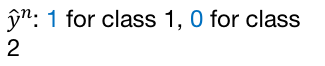 ŷⁿ: 1 for class 1, 0 for class
2